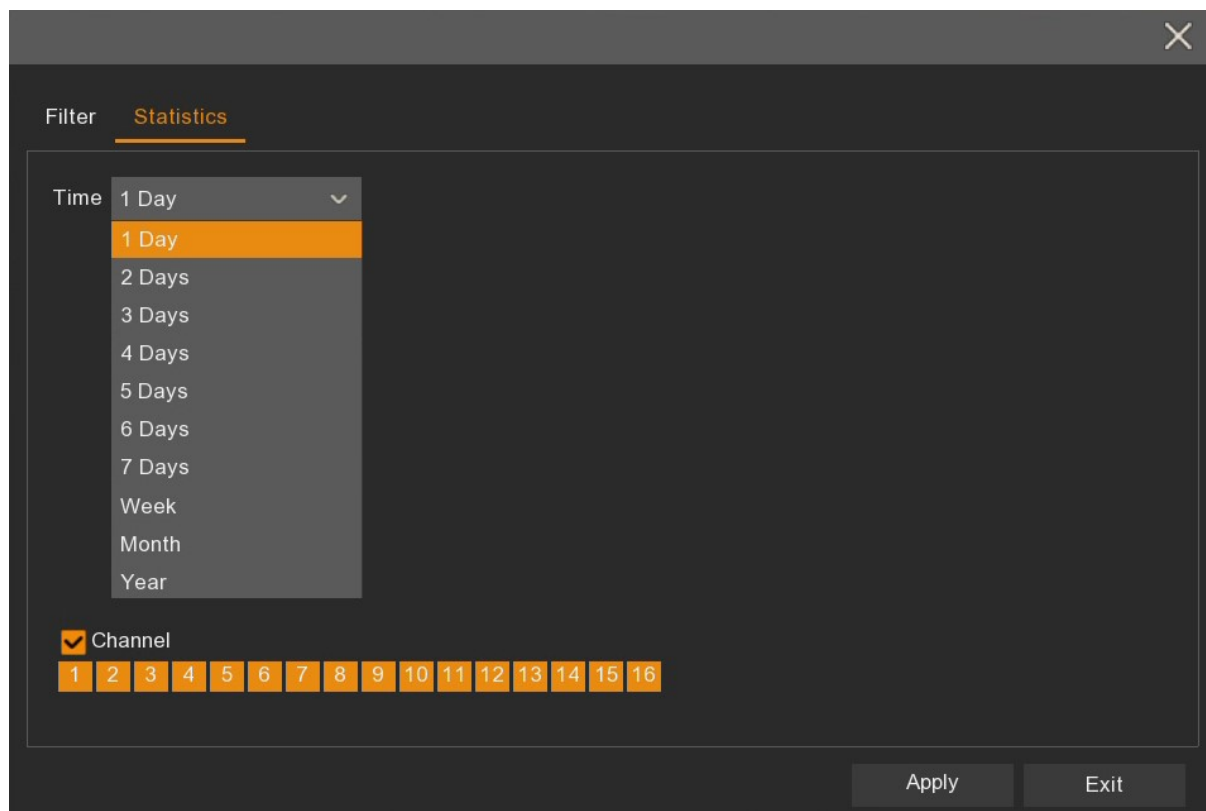 Filter Statistics
Time 1 Day
1 Day
2 Days
3 Days
4 Days
5 Days
6 Days
7 Days
Week
Month
Year
Channel
1 2 3 4 5 6 7 8 9 10 11 12 13 14 15 16
Apply Exit